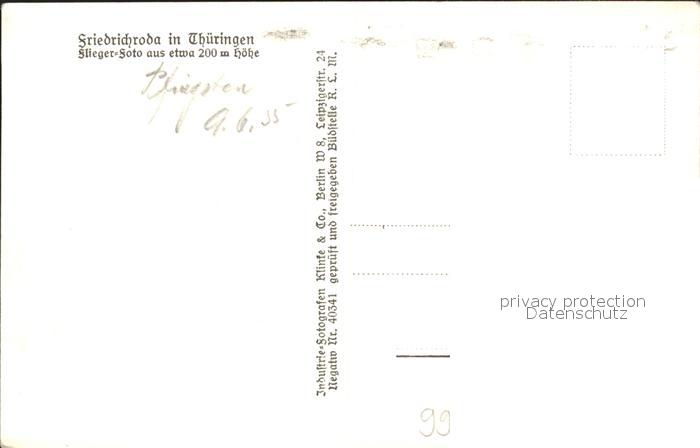 Friedrichroda in Thüringen
Flieger-Foto aus etwa 200 m Höhe
Pfingsten
9.6.35
Industrie-Fotografen Klinke & Co., Berlin W 8, Leipzigerstr. 24
Negativ Nr. 40341 geprüft und freigegeben Bildstelle R. L. M.
privacy protection
Datenschutz
99